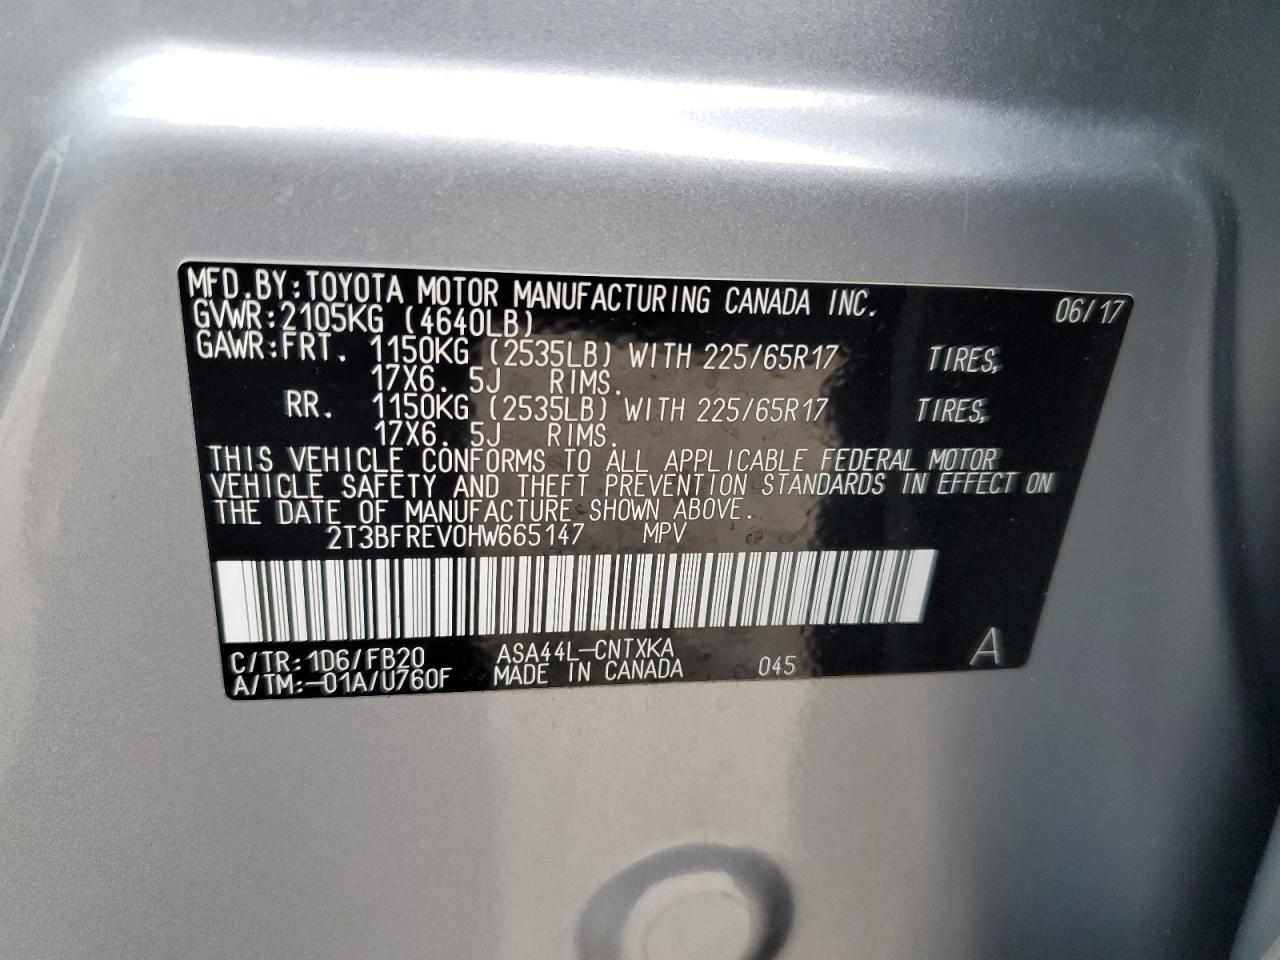 MFD.BY:TOYOTA MOTOR MANUFACTURING CANADA INC. 06/17
GVWR:2105KG (4640LB)
GAWR:FRT. 1150KG (2535LB) WITH 225/65R17 TIRES,
17X6. 5J RIMS.
RR. 1150KG (2535LB) WITH 225/65R17 TIRES,
17X6. 5J RIMS.
THIS VEHICLE CONFORMS TO ALL APPLICABLE FEDERAL MOTOR
VEHICLE SAFETY AND THEFT PREVENTION STANDARDS IN EFFECT ON
THE DATE OF MANUFACTURE SHOWN ABOVE.
2T3BFREV0HW665147 MPV
C/TR:1D6/FB20 ASA44L-CNTXKA A
A/TM:-01A/U760F MADE IN CANADA 045